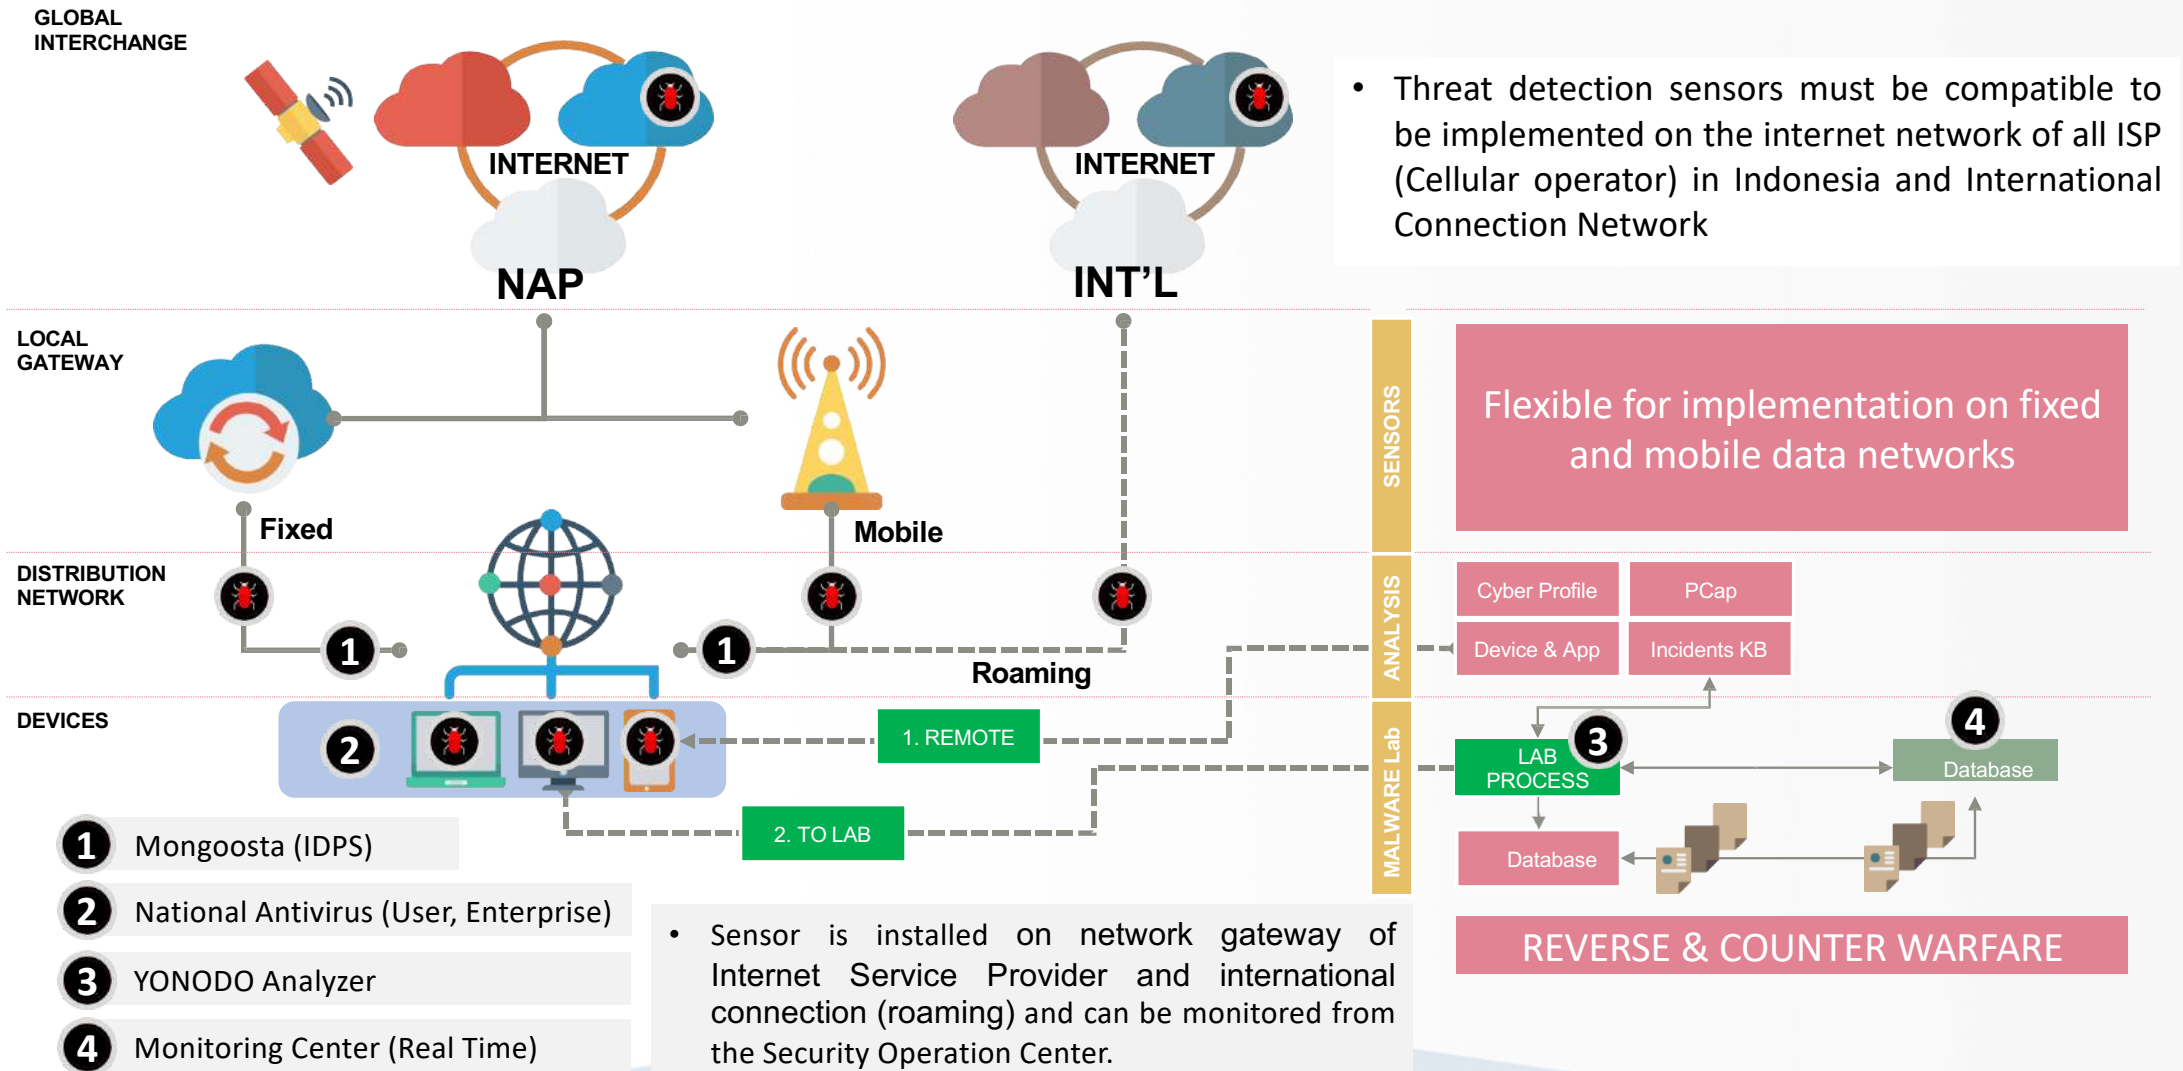 GLOBAL
INTERCHANGE
INTERNET
NAP
INTERNET
INT'L
• Threat detection sensors must be compatible to
be implemented on the internet network of all ISP
(Cellular operator) in Indonesia and International
Connection Network
LOCAL
GATEWAY
Fixed
Mobile
SENSORS
Flexible for implementation on fixed
and mobile data networks
DISTRIBUTION
NETWORK
1
1
Roaming
ANALYSIS
Cyber Profile
PCap
Device & App
Incidents KB
DEVICES
2
1. REMOTE
2. TO LAB
MALWARE Lab
LAB
PROCESS
3
4
Database
Database
REVERSE & COUNTER WARFARE
1 Mongoosta (IDPS)
2 National Antivirus (User, Enterprise)
3 YONODO Analyzer
4 Monitoring Center (Real Time)
• Sensor is installed on network gateway of
Internet Service Provider and international
connection (roaming) and can be monitored from
the Security Operation Center.